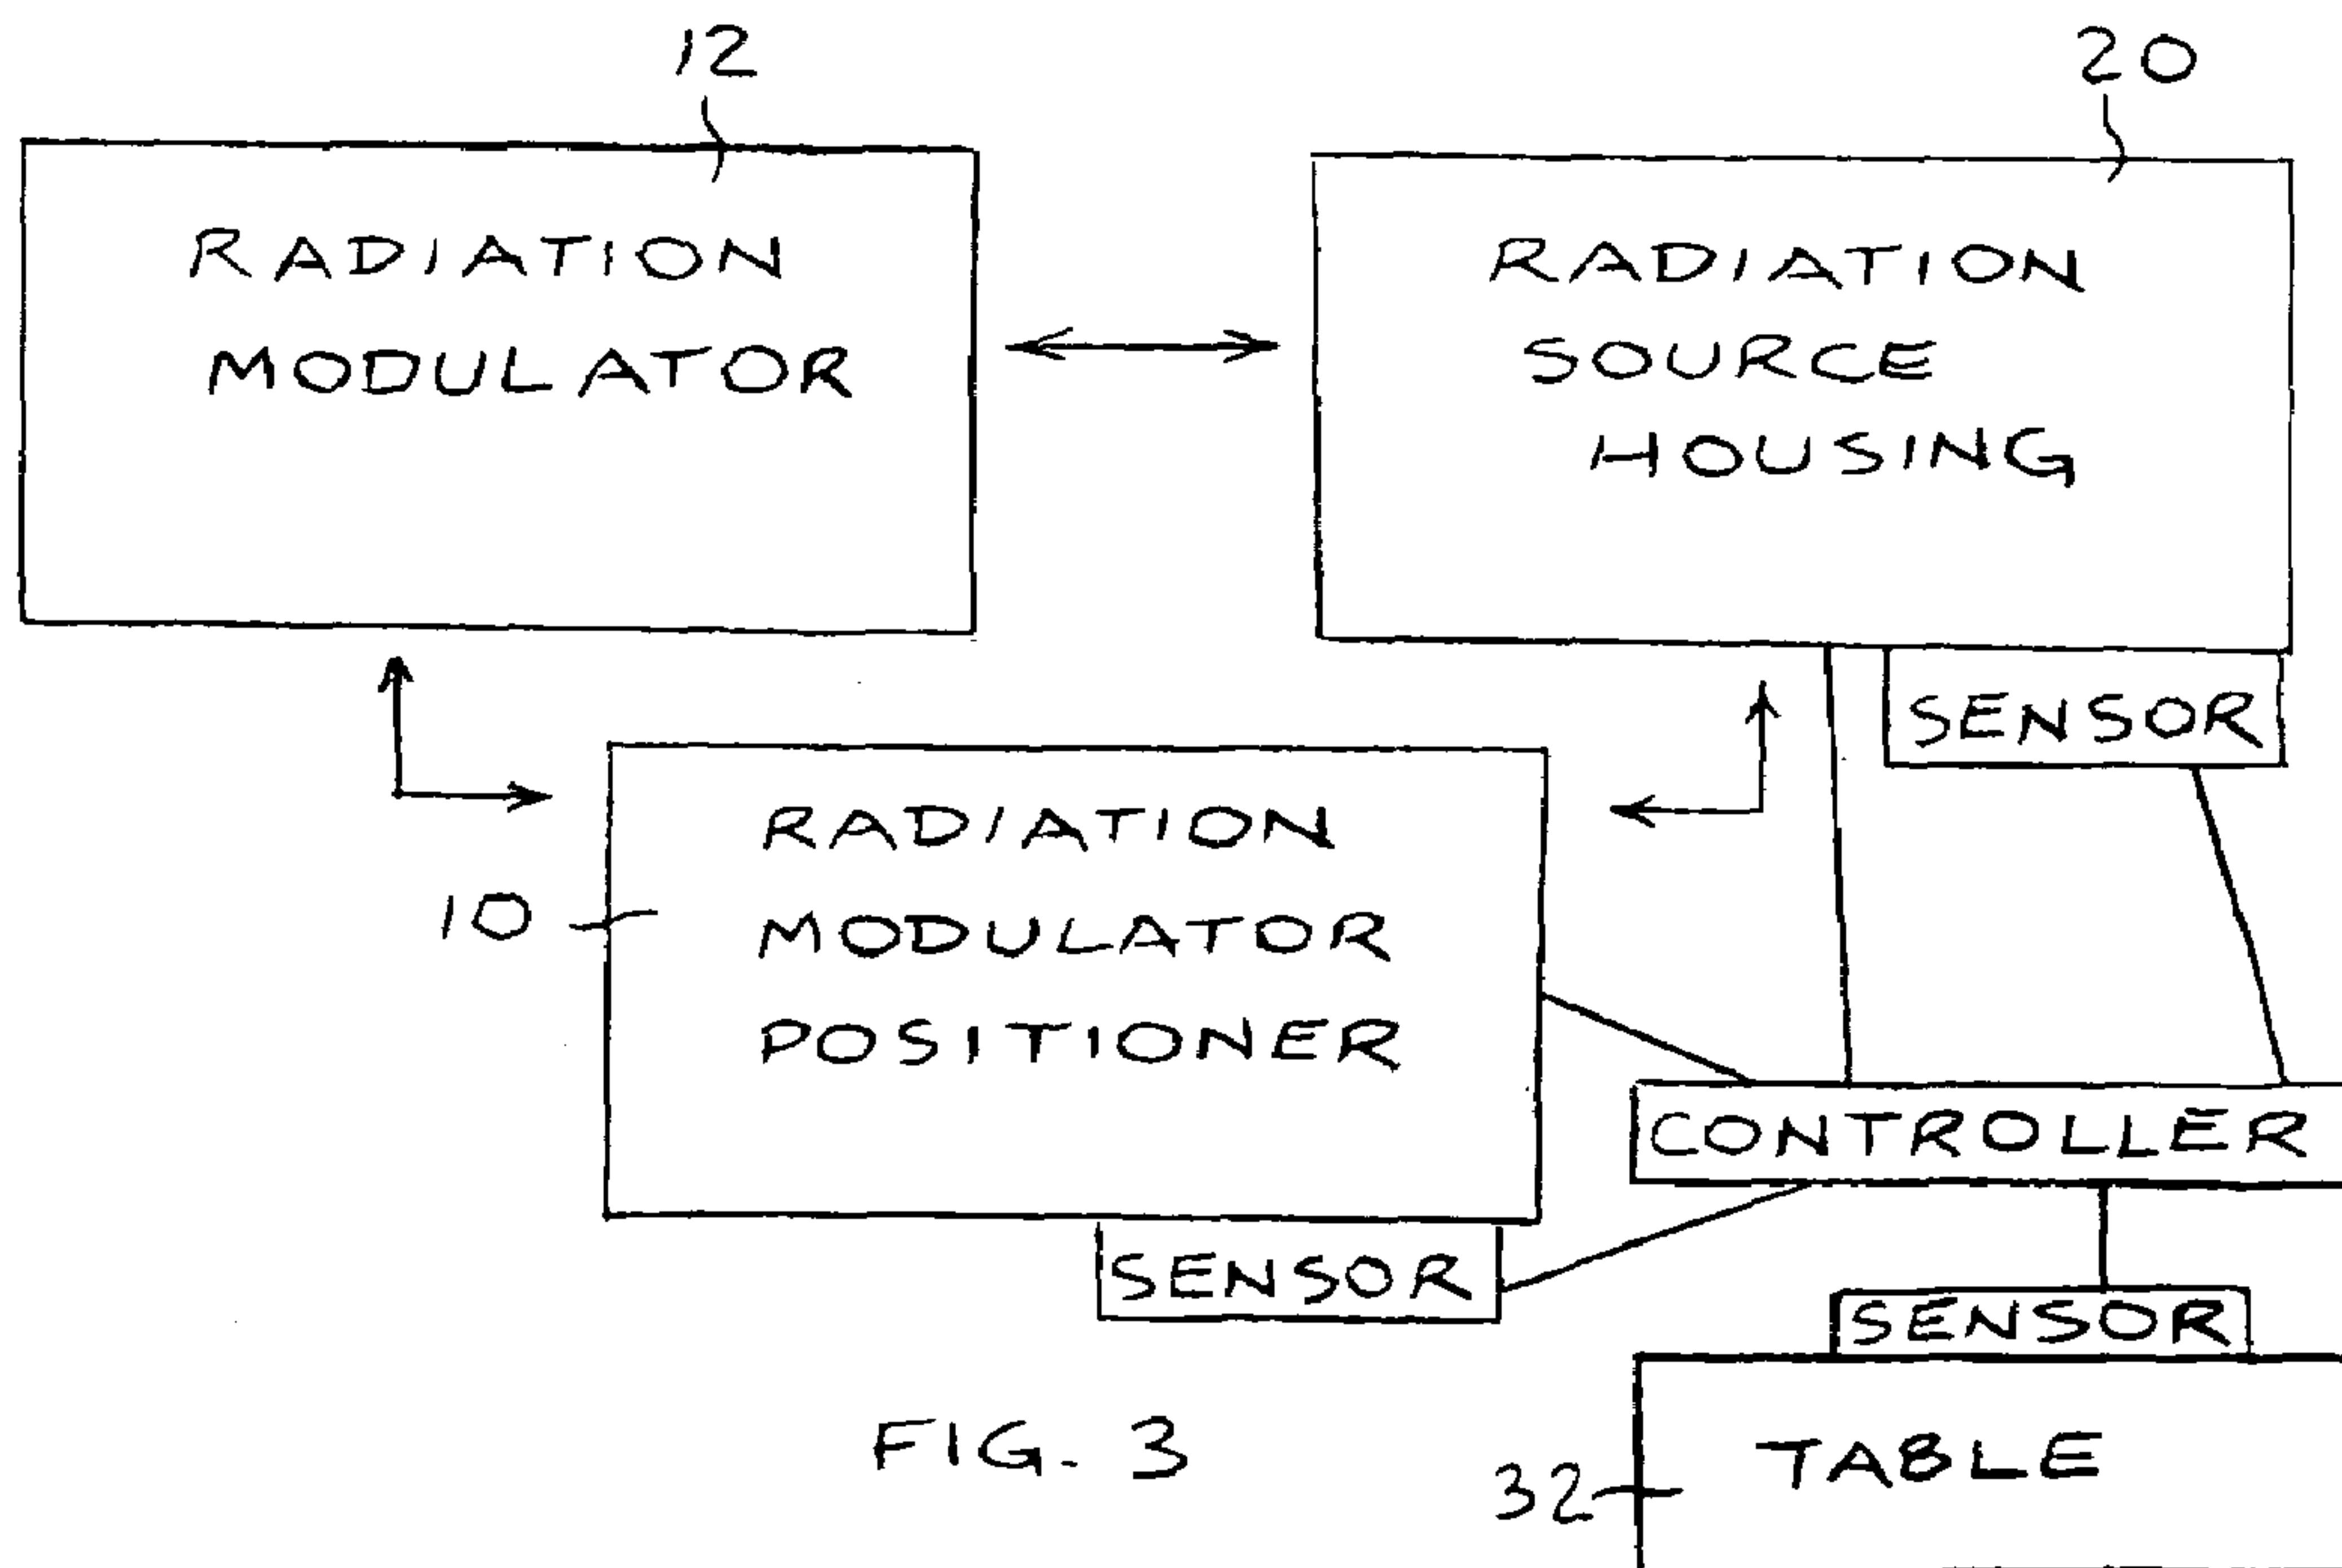 12
20
RADIATION
MODULATOR
RADIATION
SOURCE
HOUSING
SENSOR
10
RADIATION
MODULATOR
POSITIONER
CONTROLLER
SENSOR
SENSOR
FIG. 3
32
TABLE